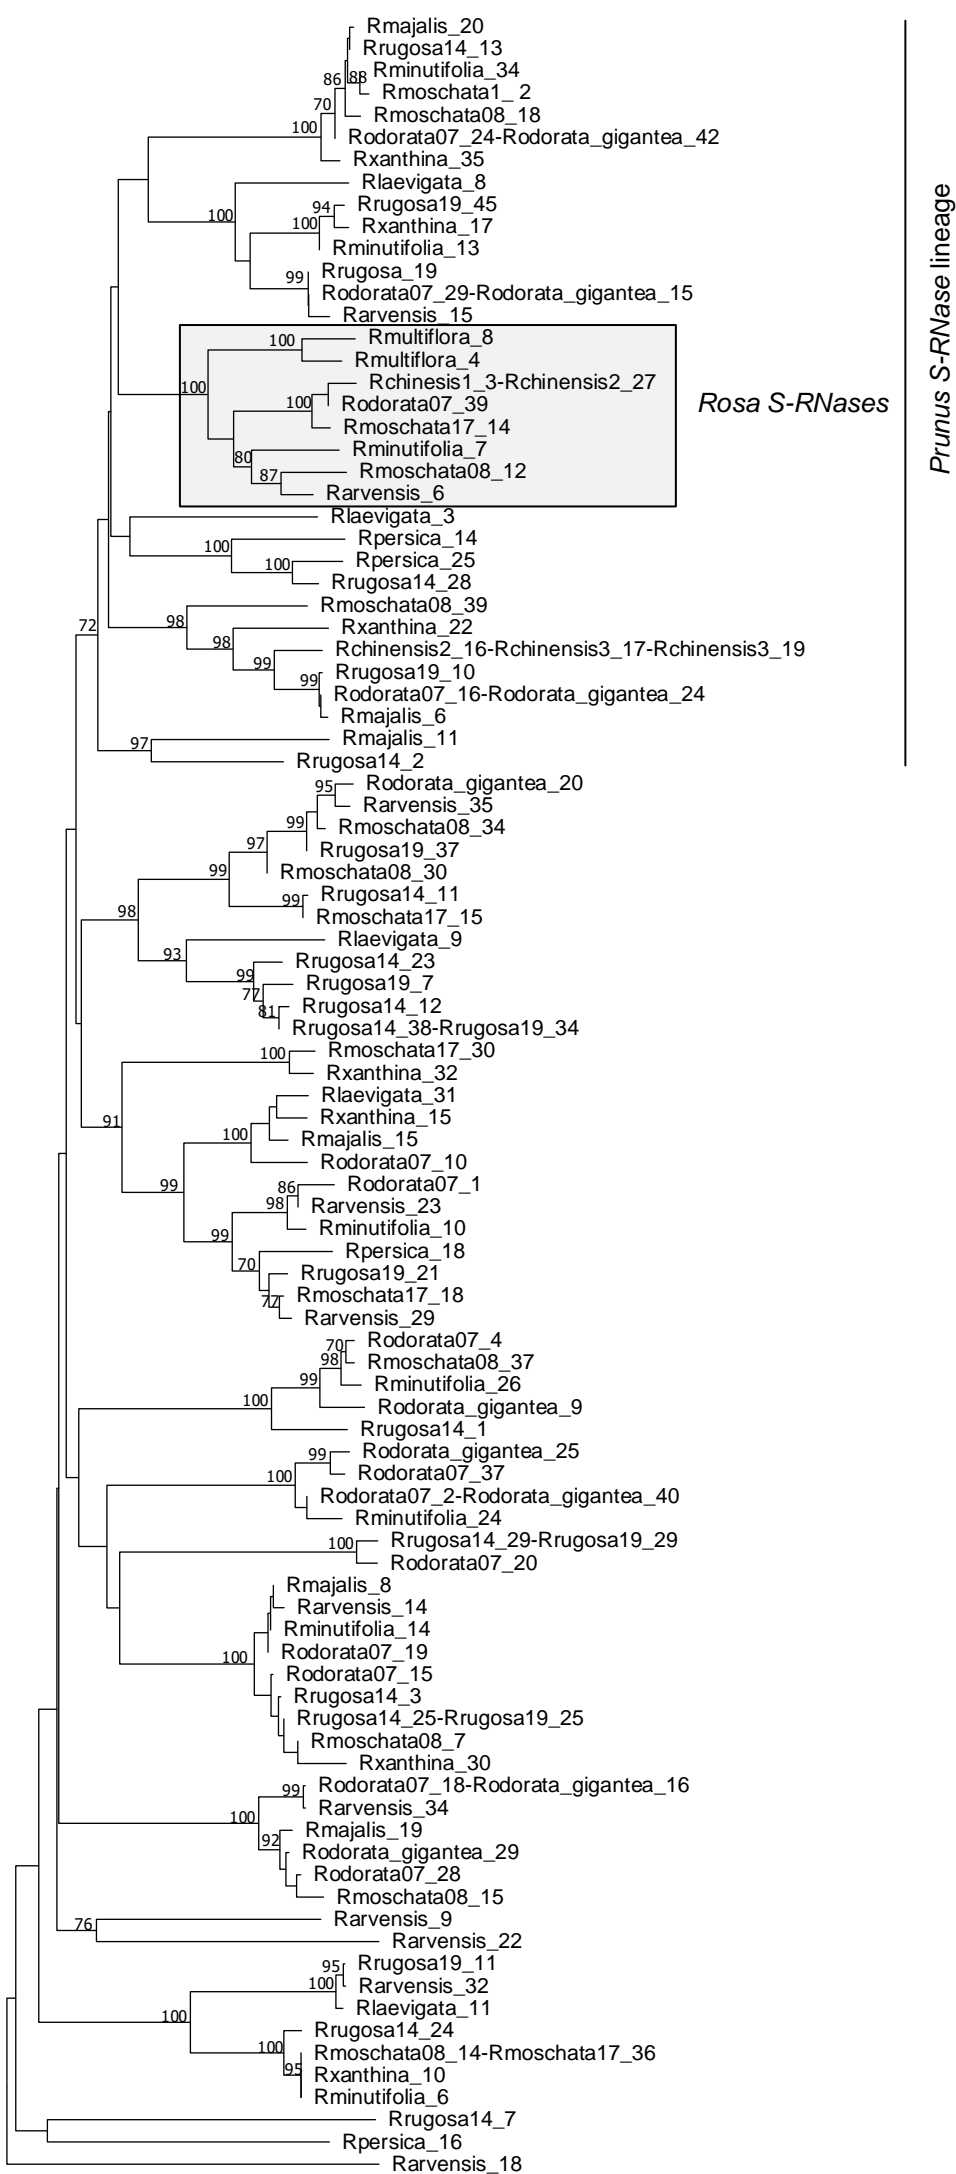 Rmajalis_20
Rrugosa14_13
Rminutifolia_34
86
88
Rmoschata1_ 2
70
Rmoschata08_18
100
Rodorata07_24-Rodorata_gigantea_42
Rxanthina_35
Rlaevigata_8
94
Rrugosa19_45
100
100
Rxanthina_17
Rminutifolia_13
Rrugosa_19
99
Rodorata07_29-Rodorata_gigantea_15
Rarvensis_15
100
Rmultiflora_8
Rmultiflora_4
100
Rchinesis1_3-Rchinensis2_27
100
Rodorata07_39
Rosa S-RNases
Prunus S-RNase lineage
Rmoschata17_14
Rminutifolia_7
80
Rmoschata08_12
87
Rarvensis_6
Rlaevigata_3
Rpersica_14
100
Rpersica_25
100
Rrugosa14_28
Rmoschata08_39
98
Rxanthina_22
72
98
Rchinensis2_16-Rchinensis3_17-Rchinensis3_19
99
Rrugosa19_10
99
Rodorata07_16-Rodorata_gigantea_24
Rmajalis_6
Rmajalis_11
97
Rrugosa14_2
Rodorata_gigantea_20
95
Rarvensis_35
99
Rmoschata08_34
97
Rrugosa19_37
99
Rmoschata08_30
Rrugosa14_11
99
98
Rmoschata17_15
Rlaevigata_9
93
Rrugosa14_23
99
Rrugosa19_7
77
Rrugosa14_12
81
Rrugosa14_38-Rrugosa19_34
Rmoschata17_30
100
Rxanthina_32
Rlaevigata_31
91
Rxanthina_15
100
Rmajalis_15
Rodorata07_10
99
86
Rodorata07_1
98
Rarvensis_23
Rminutifolia_10
99
Rpersica_18
70
Rrugosa19_21
Rmoschata17_18
77
Rarvensis_29
70
Rodorata07_4
98
Rmoschata08_37
99
Rminutifolia_26
100
Rodorata_gigantea_9
Rrugosa14_1
99
Rodorata_gigantea_25
100
Rodorata07_37
Rodorata07_2-Rodorata_gigantea_40
Rminutifolia_24
100
Rrugosa14_29-Rrugosa19_29
Rodorata07_20
Rmajalis_8
Rarvensis_14
Rminutifolia_14
100
Rodorata07_19
Rodorata07_15
Rrugosa14_3
Rrugosa14_25-Rrugosa19_25
Rmoschata08_7
Rxanthina_30
99
Rodorata07_18-Rodorata_gigantea_16
100
Rarvensis_34
Rmajalis_19
92
Rodorata_gigantea_29
Rodorata07_28
Rmoschata08_15
Rarvensis_9
76
Rarvensis_22
95
Rrugosa19_11
100
Rarvensis_32
Rlaevigata_11
100
Rrugosa14_24
100
Rmoschata08_14-Rmoschata17_36
95
Rxanthina_10
Rminutifolia_6
Rrugosa14_7
Rpersica_16
Rarvensis_18